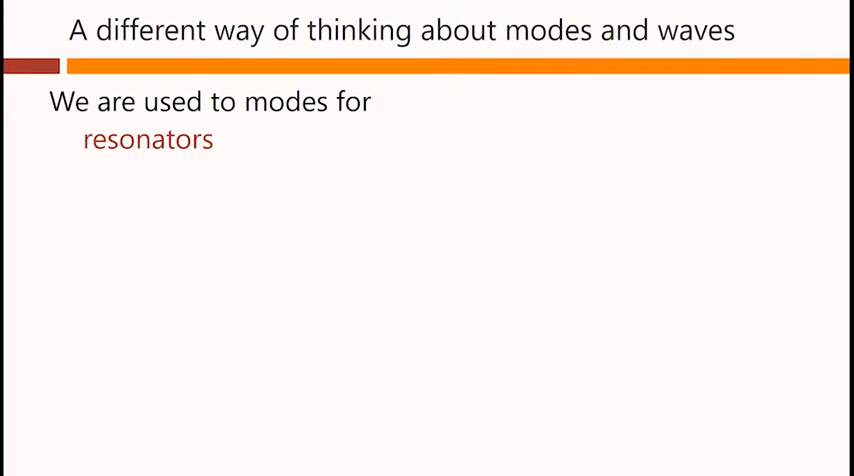 A different way of thinking about modes and waves
We are used to modes for
resonators